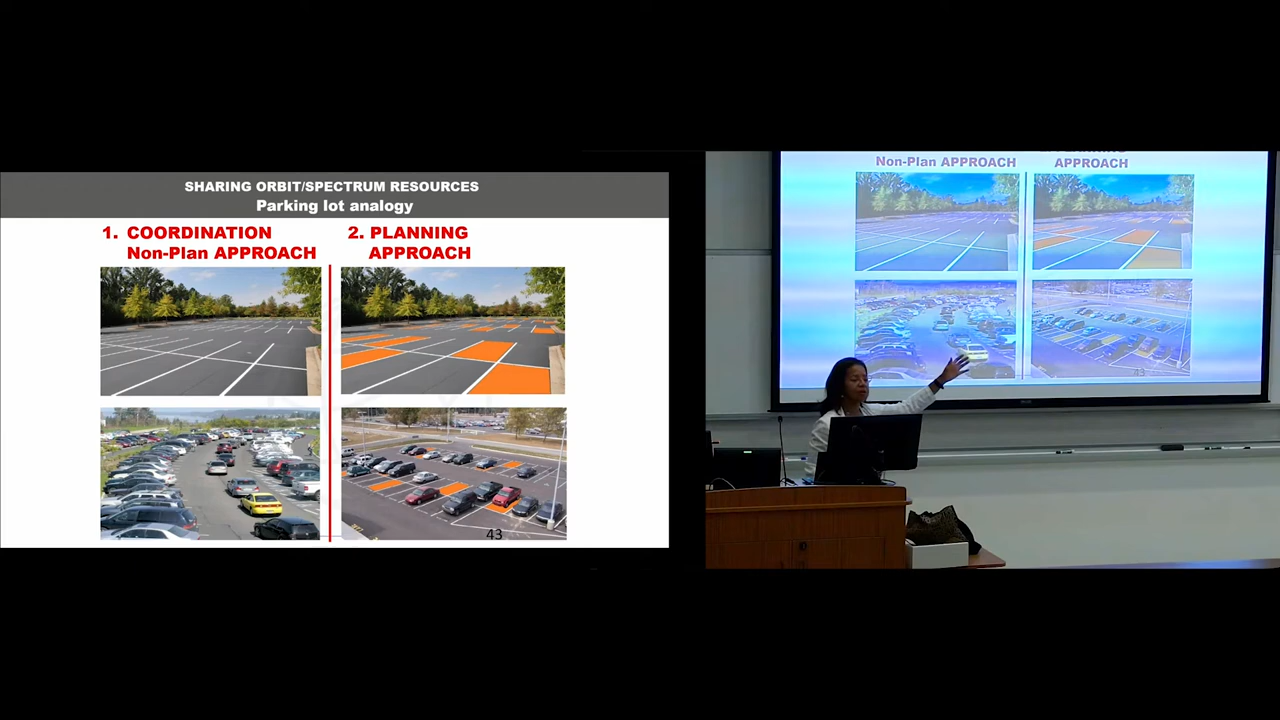 SHARING ORBIT/SPECTRUM RESOURCES
Parking lot analogy
1. COORDINATION
Non-Plan APPROACH
2. PLANNING
APPROACH
43
Non-Plan APPROACH
APPROACH